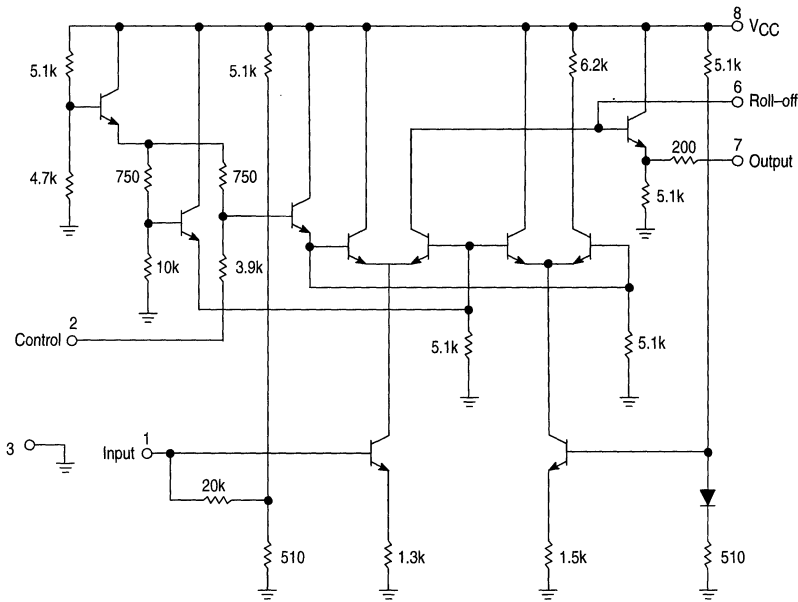 8
VCC
5.1k
5.1k
6.2k
5.1k
6
Roll–off
200
7
Output
4.7k
750
750
5.1k
10k
3.9k
2
Control
5.1k
5.1k
3
Input
1
20k
510
1.3k
1.5k
510